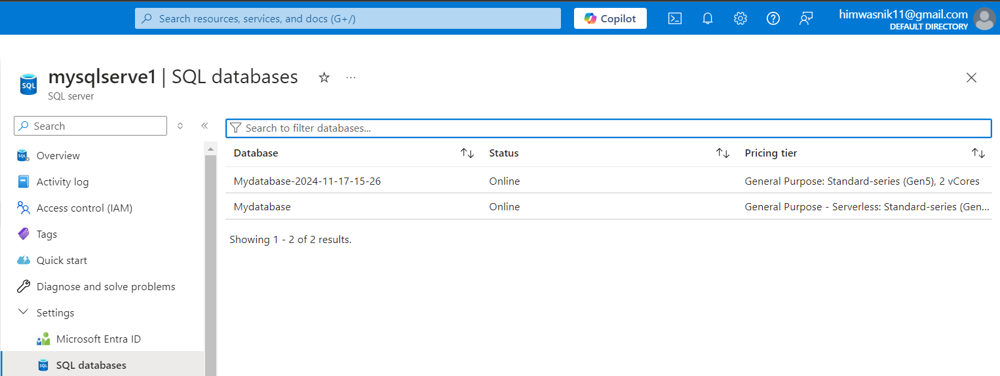 Search resources, services, and docs (G+/)
Copilot
himwasnik11@gmail.com
DEFAULT DIRECTORY
SQL
mysqlserve1 | SQL databases
...
SQL server
Search
Search to filter databases...
Overview
Database
Status
Pricing tier
Activity log
Mydatabase-2024-11-17-15-26
Online
General Purpose: Standard-series (Gen5), 2 vCores
Access control (IAM)
Mydatabase
Online
General Purpose - Serverless: Standard-series (Gen...
Tags
Showing 1 - 2 of 2 results.
Quick start
Diagnose and solve problems
Settings
Microsoft Entra ID
SQL databases